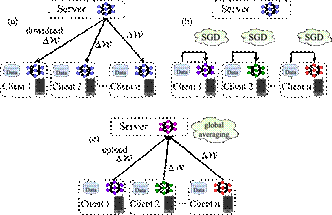 Server
(a)
download
ΔW
ΔW
ΔW
Data
Data
Data
Client 1
Client 2
Client n
Server
(b)
SGD
SGD
SGD
Data
Data
Data
Client 1
Client 2
Client n
(c)
Server
global
averaging
upload
ΔW
ΔW
ΔW
Data
Data
Data
Client 1
Client 2
Client n